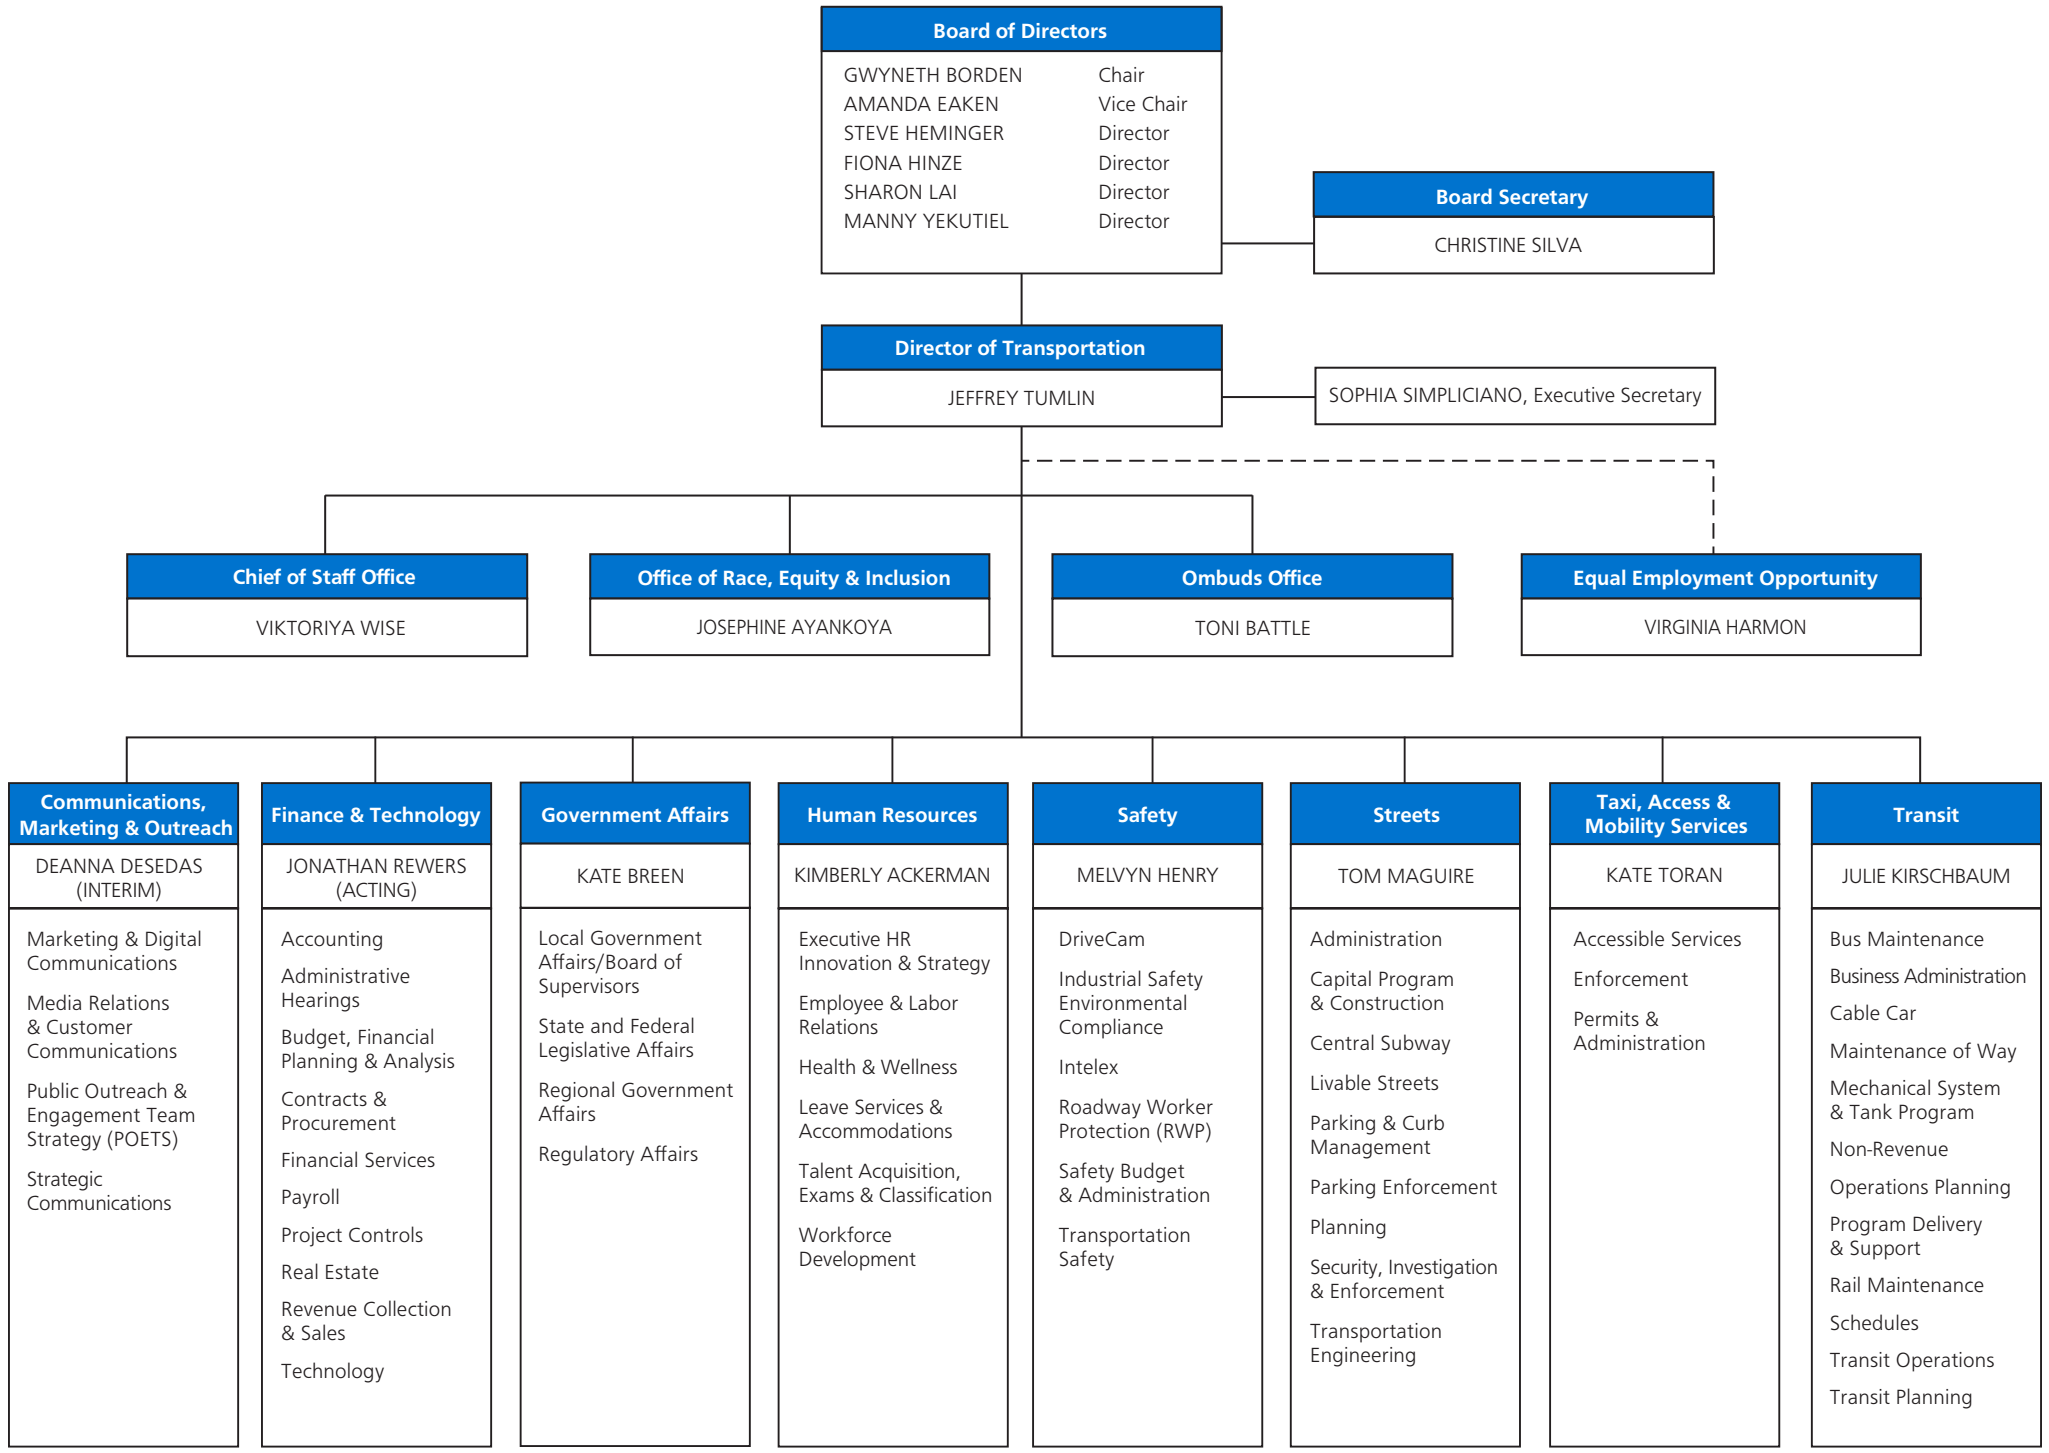 Board of Directors
GWYNETH BORDEN Chair
AMANDA EAKEN Vice Chair
STEVE HEMINGER Director
FIONA HINZE Director
SHARON LAI Director
MANNY YEKUTIEL Director
Board Secretary
CHRISTINE SILVA
Director of Transportation
JEFFREY TUMLIN
SOPHIA SIMPLICIANO, Executive Secretary
Chief of Staff Office
VIKTORIYA WISE
Office of Race, Equity & Inclusion
JOSEPHINE AYANKOYA
Ombuds Office
TONI BATTLE
Equal Employment Opportunity
VIRGINIA HARMON
Communications,
Marketing & Outreach
DEANNA DESEDAS
(INTERIM)
Marketing & Digital
Communications
Media Relations
& Customer
Communications
Public Outreach &
Engagement Team
Strategy (POETS)
Strategic
Communications
Finance & Technology
JONATHAN REWERS
(ACTING)
Accounting
Administrative
Hearings
Budget, Financial
Planning & Analysis
Contracts &
Procurement
Financial Services
Payroll
Project Controls
Real Estate
Revenue Collection
& Sales
Technology
Government Affairs
KATE BREEN
Local Government
Affairs/Board of
Supervisors
State and Federal
Legislative Affairs
Regional Government
Affairs
Regulatory Affairs
Human Resources
KIMBERLY ACKERMAN
Executive HR
Innovation & Strategy
Employee & Labor
Relations
Health & Wellness
Leave Services &
Accommodations
Talent Acquisition,
Exams & Classification
Workforce
Development
Safety
MELVYN HENRY
DriveCam
Industrial Safety
Environmental
Compliance
Intelex
Roadway Worker
Protection (RWP)
Safety Budget
& Administration
Transportation
Safety
Streets
TOM MAGUIRE
Administration
Capital Program
& Construction
Central Subway
Livable Streets
Parking & Curb
Management
Parking Enforcement
Planning
Security, Investigation
& Enforcement
Transportation
Engineering
Taxi, Access &
Mobility Services
KATE TORAN
Accessible Services
Enforcement
Permits &
Administration
Transit
JULIE KIRSCHBAUM
Bus Maintenance
Business Administration
Cable Car
Maintenance of Way
Mechanical System
& Tank Program
Non-Revenue
Operations Planning
Program Delivery
& Support
Rail Maintenance
Schedules
Transit Operations
Transit Planning